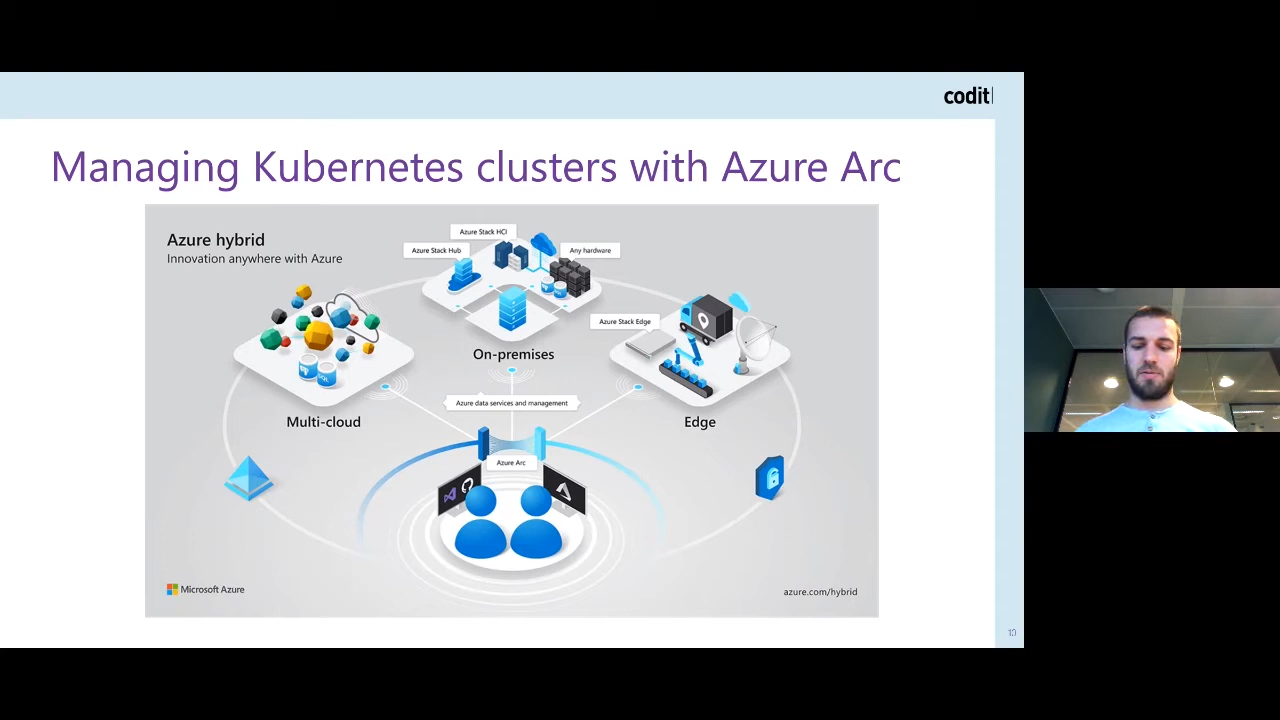 codit
Managing Kubernetes clusters with Azure Arc
Azure hybrid
Innovation anywhere with Azure
Azure Stack HCI
Azure Stack Hub
Any hardware
Azure Stack Edge
On-premises
Azure data services and management
Multi-cloud
Edge
Azure Arc
SQL
Microsoft Azure
azure.com/hybrid
10